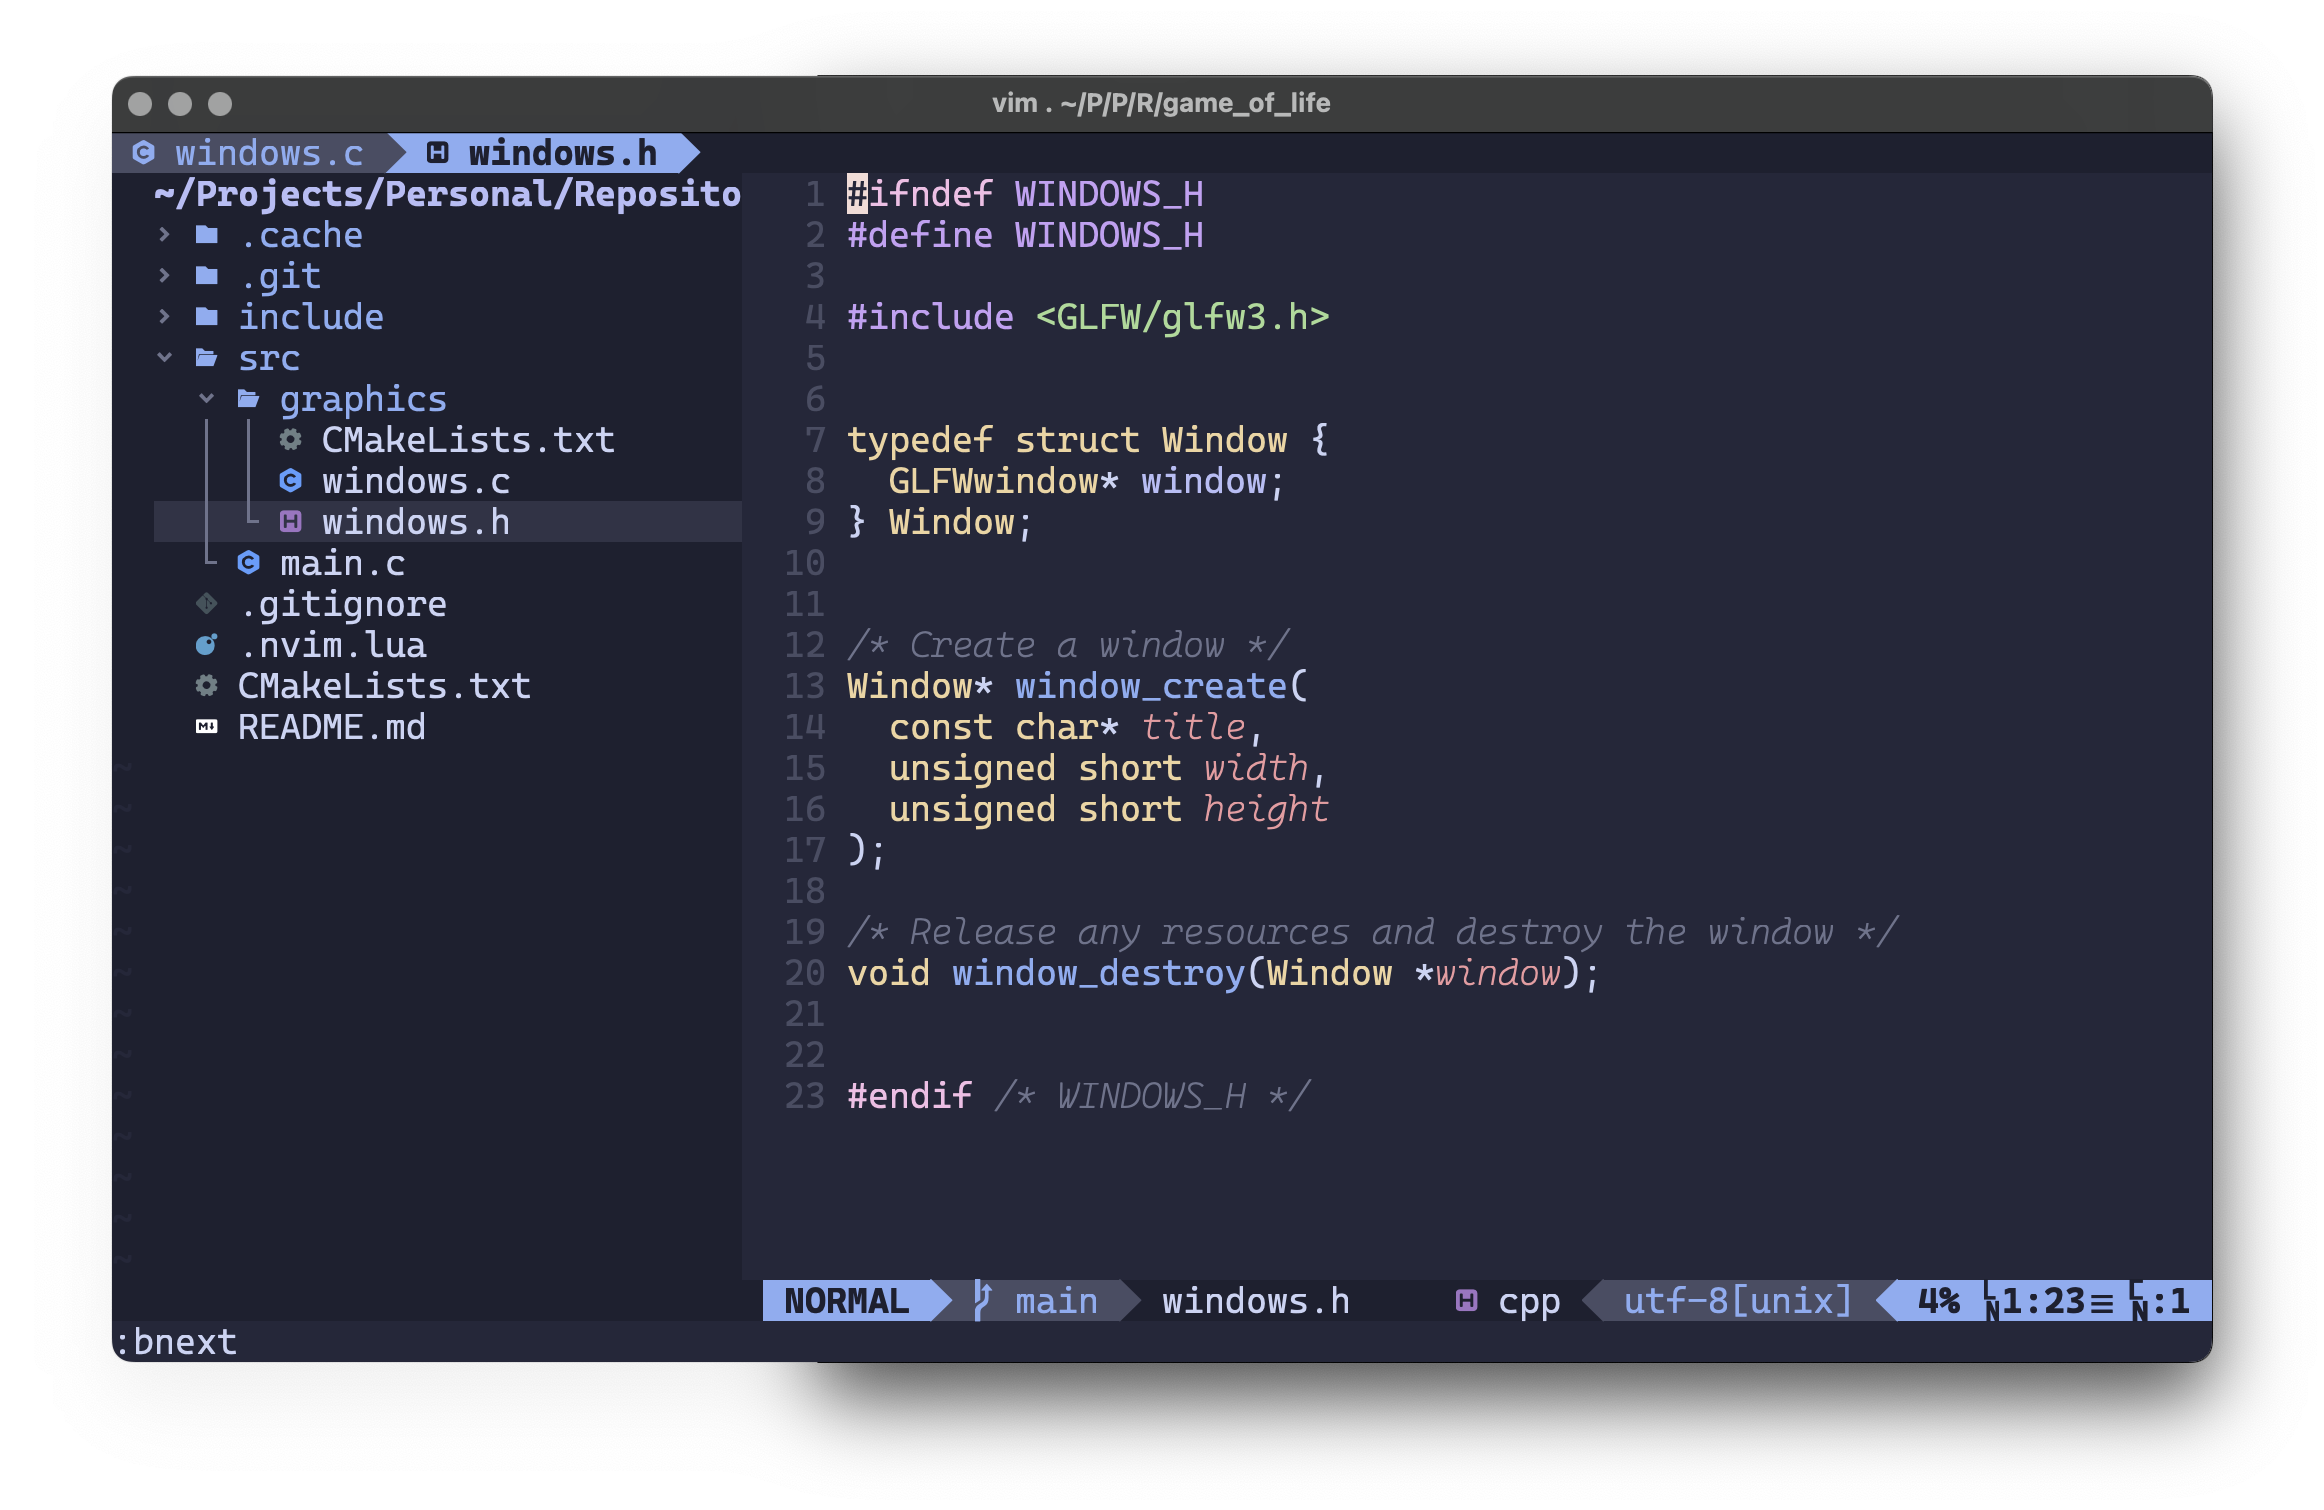 vim . ~/P/P/R/game_of_life
windows.c windows.h
~/Projects/Personal/Reposito
.cache
.git
include
src
graphics
CMakeLists.txt
windows.c
windows.h
main.c
.gitignore
.nvim.lua
CMakeLists.txt
README.md
~
~
~
~
~
~
~
~
~
~
~
~
~
1 #ifndef WINDOWS_H
2 #define WINDOWS_H
3
4 #include <GLFW/glfw3.h>
5
6
7 typedef struct Window {
8   GLFWwindow* window;
9 } Window;
10
11
12 /* Create a window */
13 Window* window_create(
14   const char* title,
15   unsigned short width,
16   unsigned short height
17 );
18
19 /* Release any resources and destroy the window */
20 void window_destroy(Window *window);
21
22
23 #endif /* WINDOWS_H */
NORMAL main windows.h cpp utf-8[unix] 4% LN 1:23≡ :1
:bnext